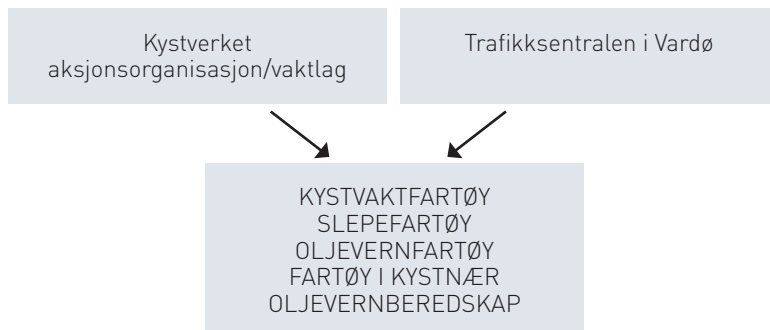 Kystverket
aksjonsorganisasjon/vaktlag
Trafikksentralen i Vardø
KYSTVAKTFARTØY
SLEPEFARTØY
OLJEVERNFARTØY
FARTØY I KYSTNÆR
OLJEVERNBEREDSKAP